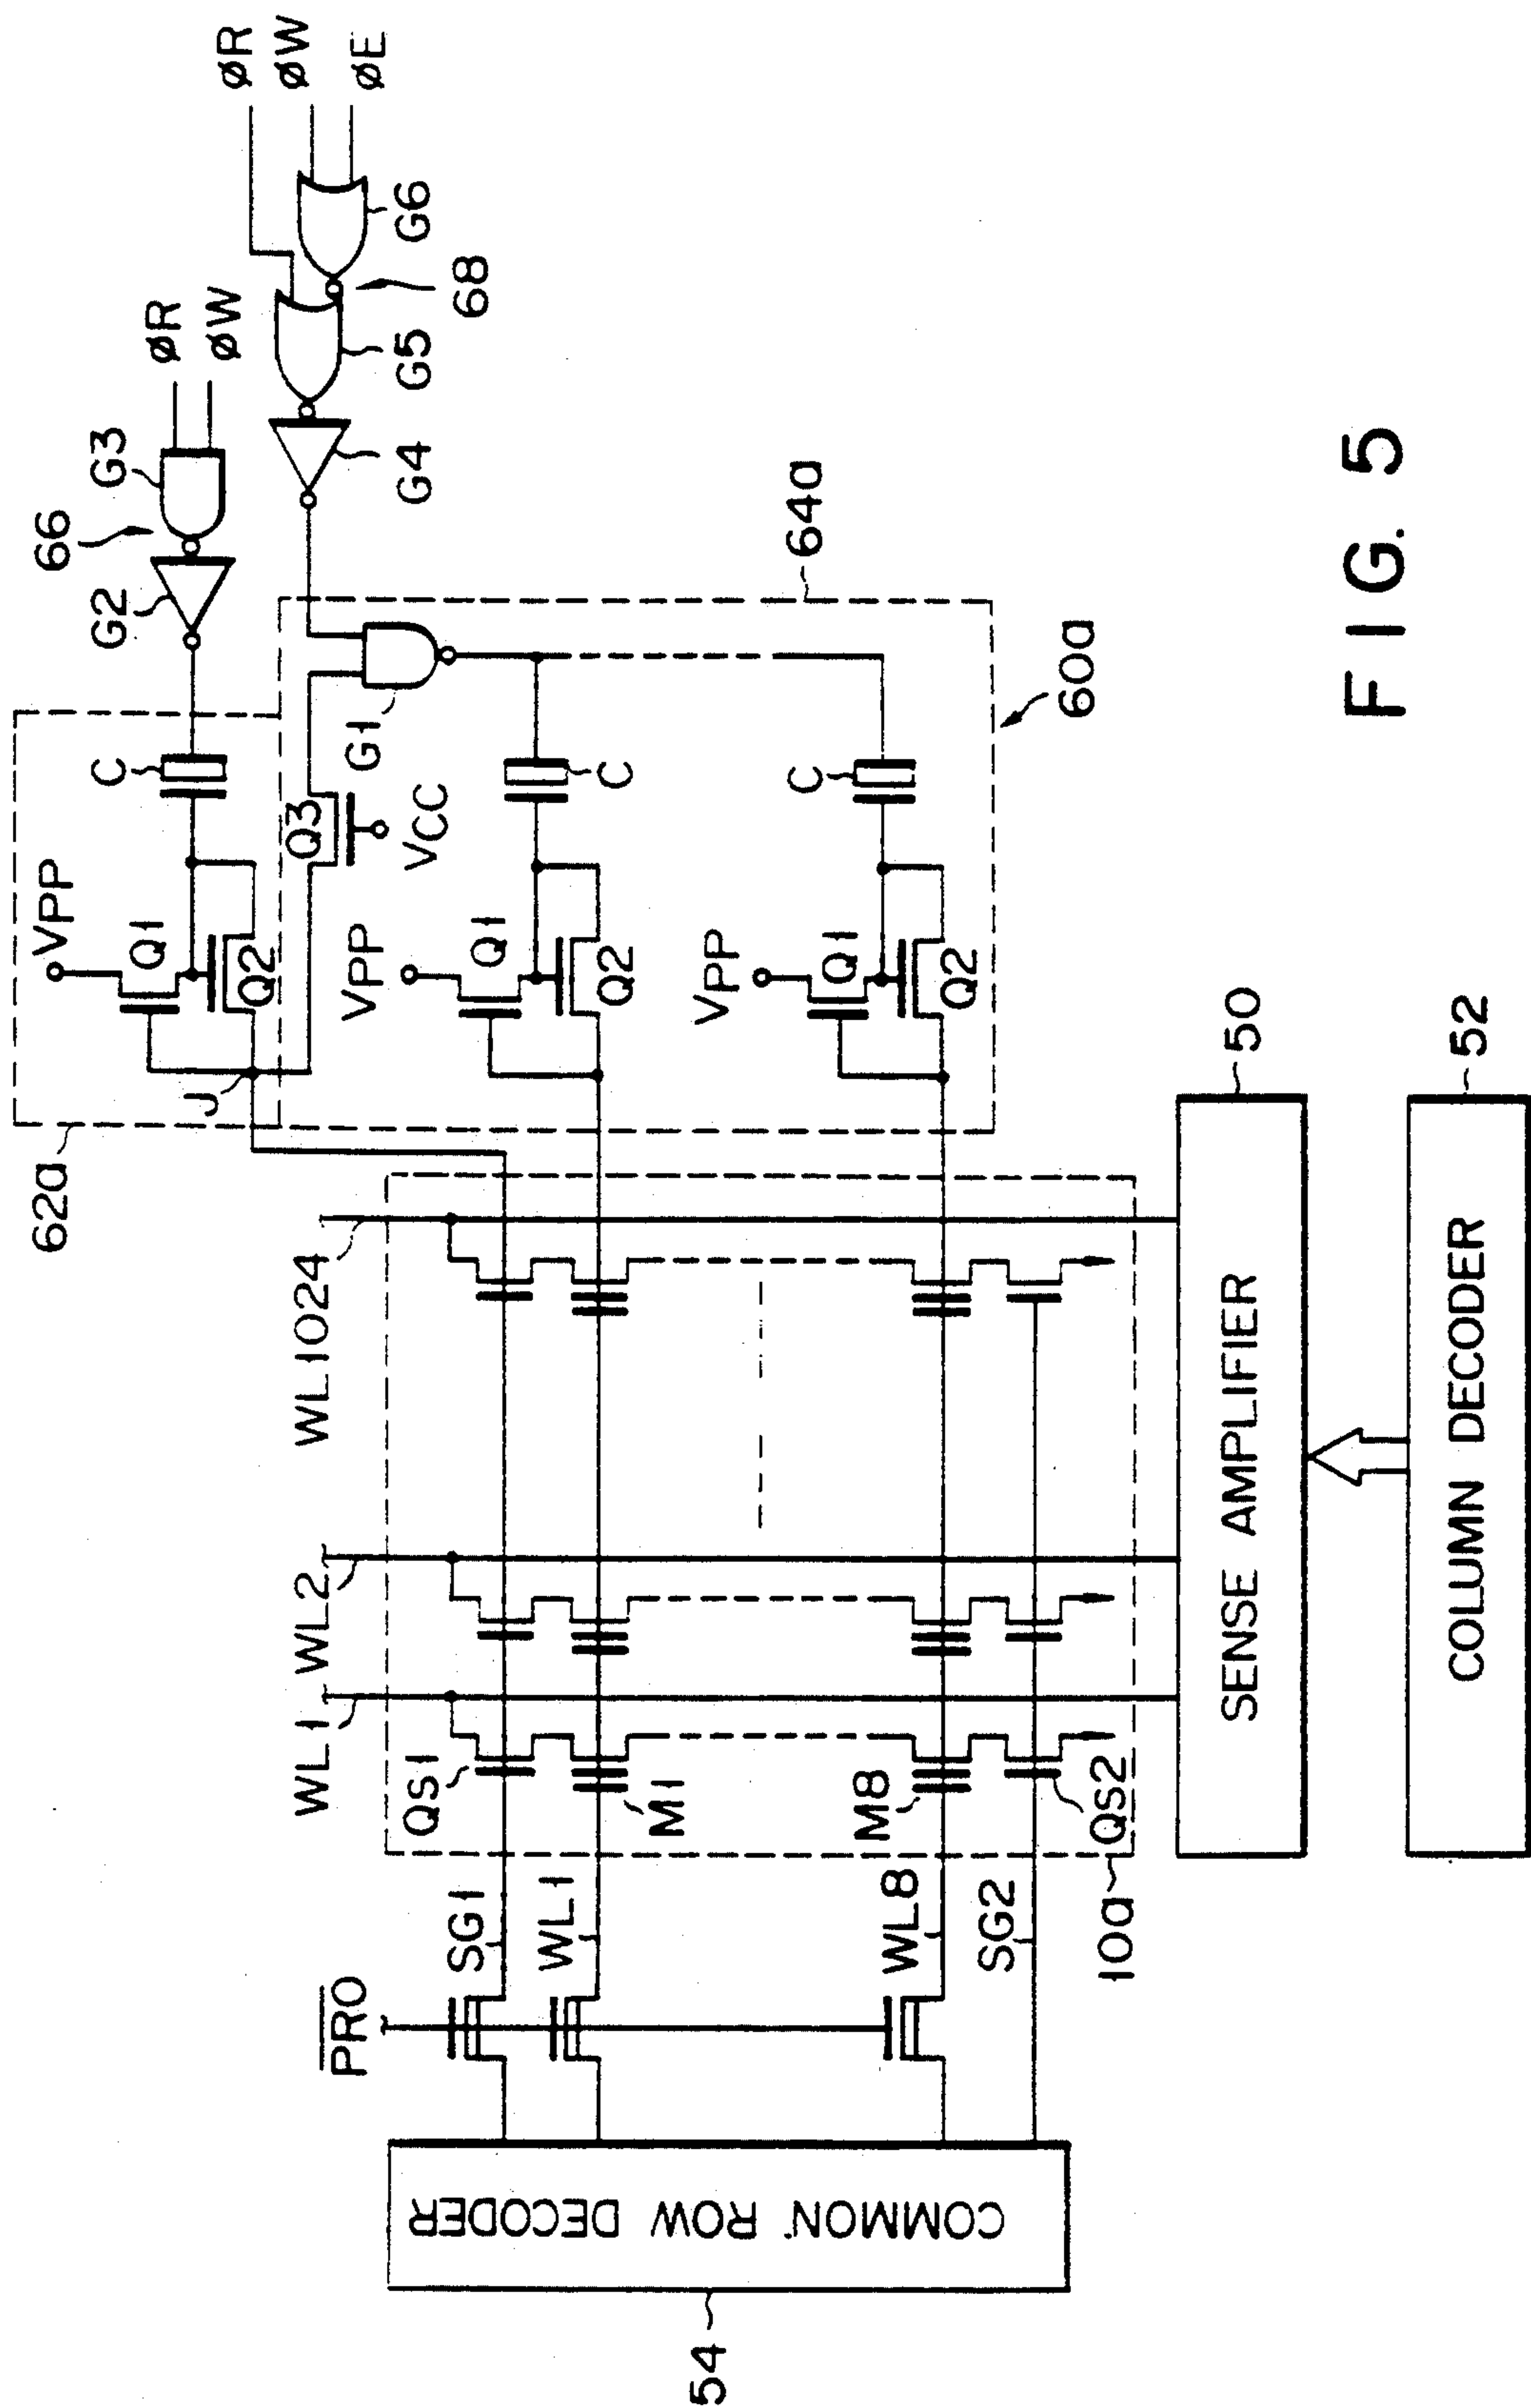 62a
VPP
Q1
Q2
C
J
G2
66
G3
ØR
ØW
ØR
ØW
ØE
G6
68
G5
G4
Q3
VCC
G1
64a
60a
VPP
Q1
Q2
C
VPP
Q1
Q2
C
WL1
WL2
WL1024
PRO
SG1
WL1
WL8
SG2
QS1
M1
M8
QS2
10a
COMMON ROW DECODER
54
SENSE AMPLIFIER
50
COLUMN DECODER
52
FIG. 5